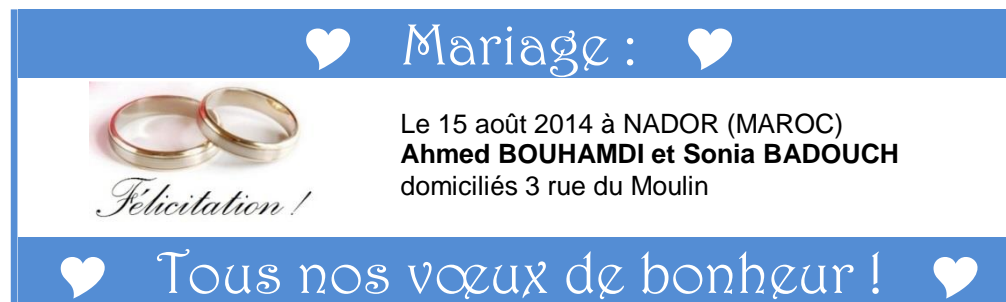 Mariage :
Félicitation !
Le 15 août 2014 à NADOR (MAROC)
Ahmed BOUHAMDI et Sonia BADOUCH
domiciliés 3 rue du Moulin
Tous nos vœux de bonheur !